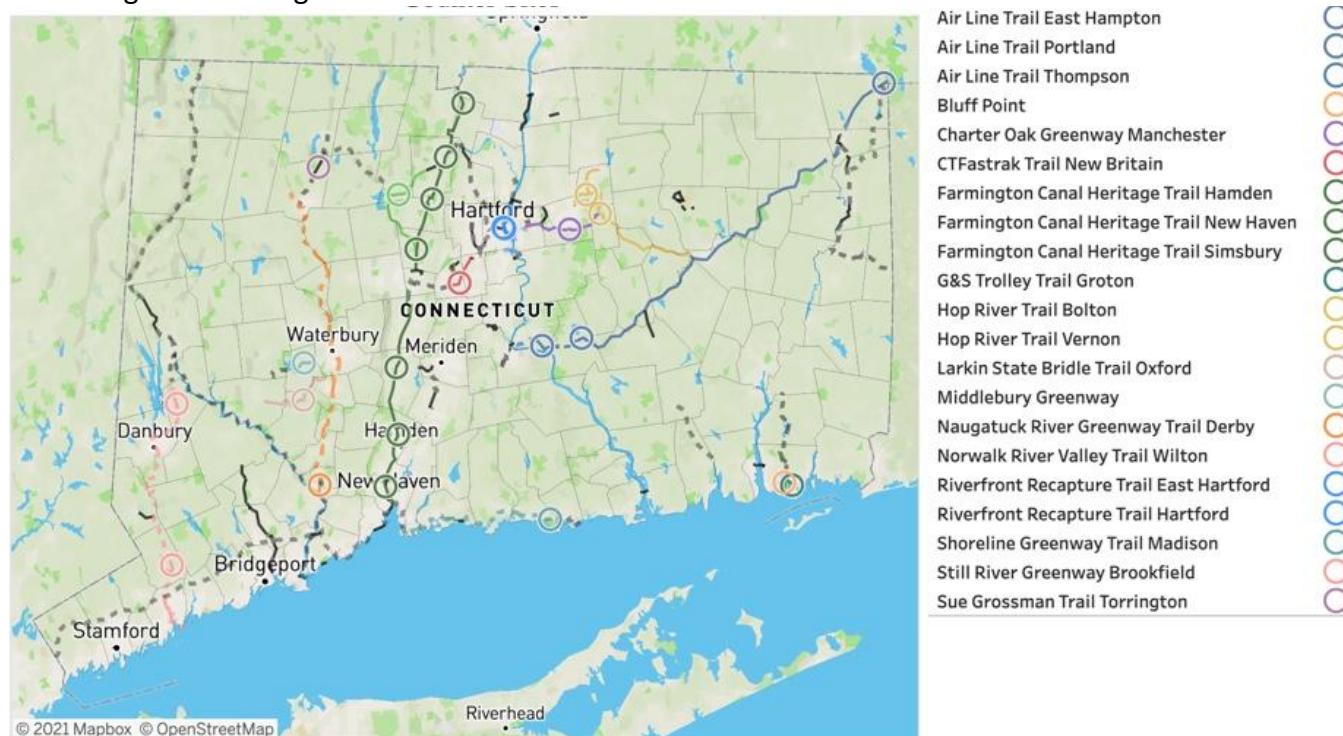 Springfield
Hartford
CONNECTICUT
Waterbury
Meriden
Danbury
Hamden
New Haven
Bridgeport
Stamford
Riverhead
© 2021 Mapbox © OpenStreetMap
Air Line Trail East Hampton
Air Line Trail Portland
Air Line Trail Thompson
Bluff Point
Charter Oak Greenway Manchester
CTFastrak Trail New Britain
Farmington Canal Heritage Trail Hamden
Farmington Canal Heritage Trail New Haven
Farmington Canal Heritage Trail Simsbury
G&S Trolley Trail Groton
Hop River Trail Bolton
Hop River Trail Vernon
Larkin State Bridle Trail Oxford
Middlebury Greenway
Naugatuck River Greenway Trail Derby
Norwalk River Valley Trail Wilton
Riverfront Recapture Trail East Hartford
Riverfront Recapture Trail Hartford
Shoreline Greenway Trail Madison
Still River Greenway Brookfield
Sue Grossman Trail Torrington